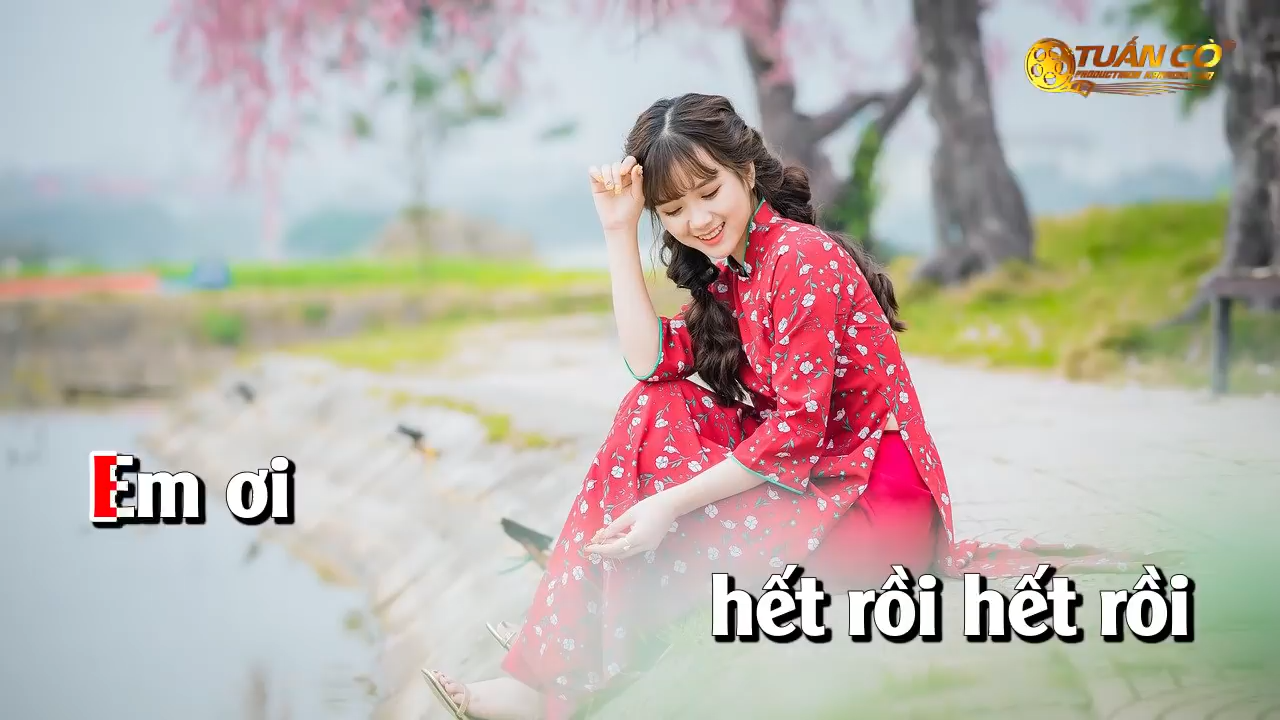 TUẤN CÒ
Em ơi
hết rồi hết rồi